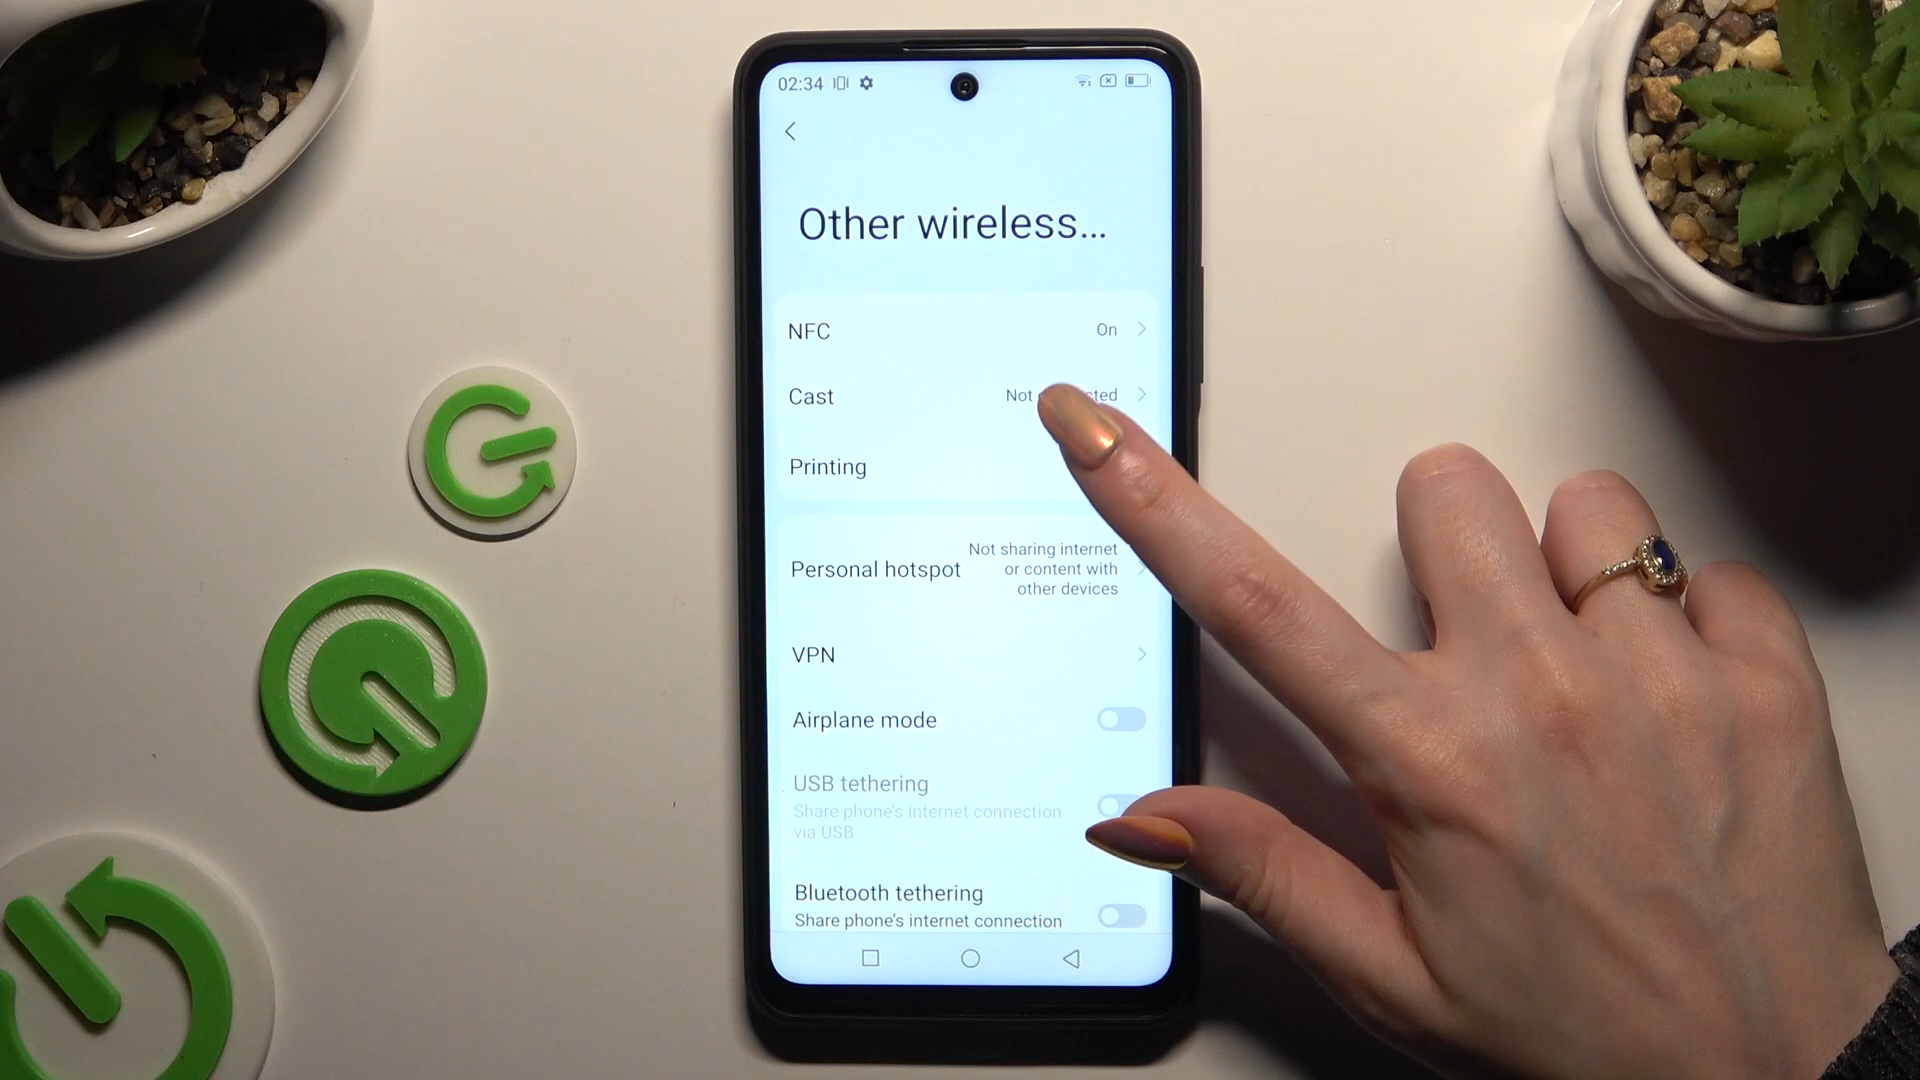 02:34
Other wireless...
NFC On
Cast Not
Printing
Personal hotspot
Not sharing internet
or content with
other devices
VPN
Airplane mode
USB tethering
Share phone's internet connection
via USB
Bluetooth tethering
Share phone's internet connection